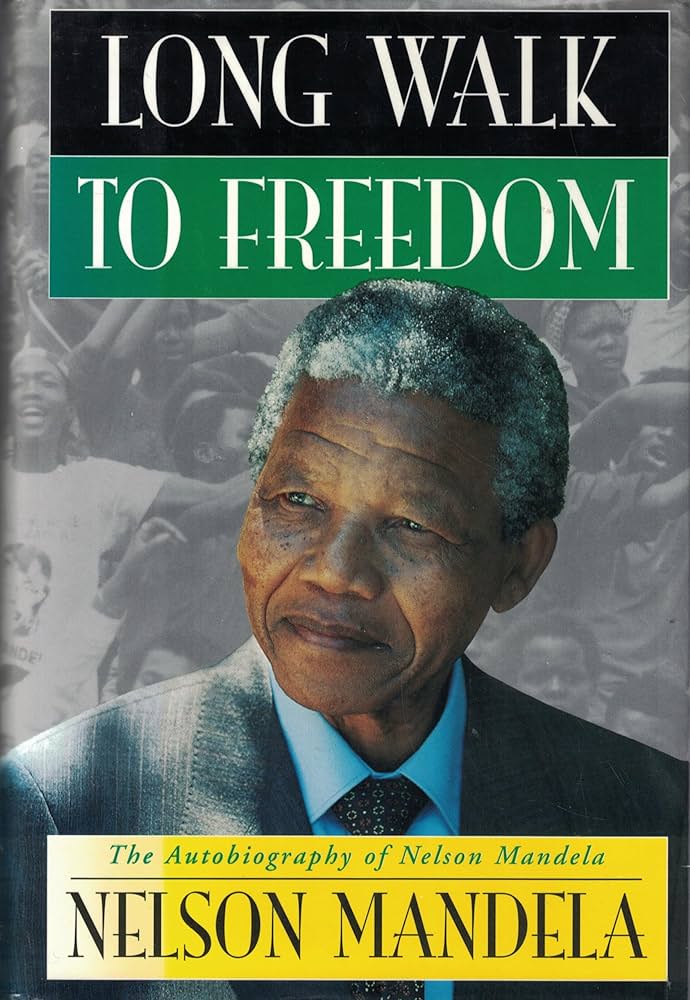 LONG WALK
TO FREEDOM
The Autobiography of Nelson Mandela
NELSON MANDELA